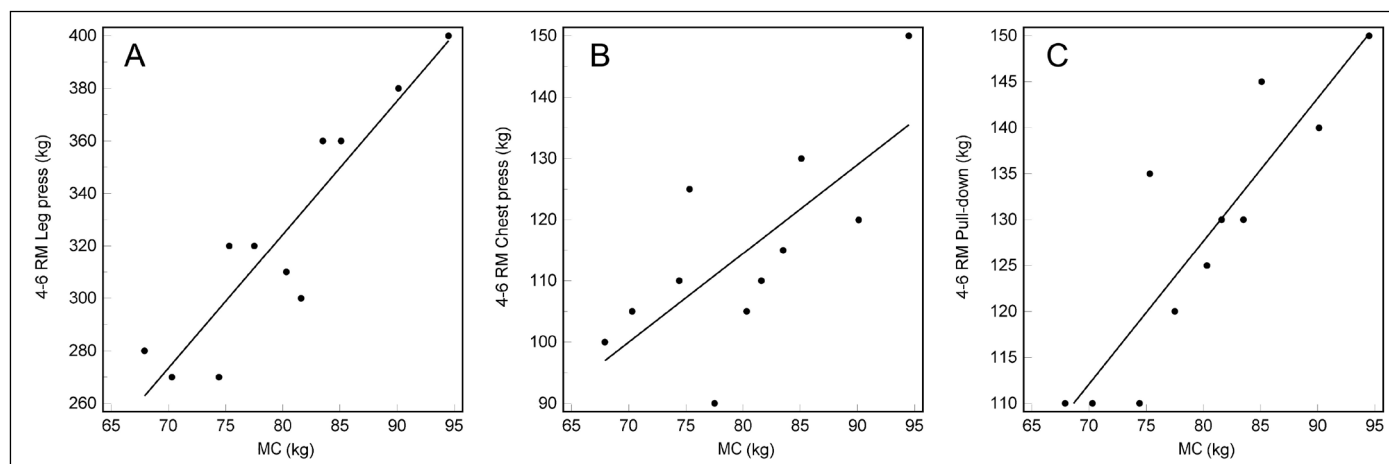 A
4-6 RM Leg press (kg)
400
380
360
340
320
300
280
260
65 70 75 80 85 90 95
MC (kg)
B
4-6 RM Chest press (kg)
150
140
130
120
110
100
90
65 70 75 80 85 90 95
MC (kg)
C
4-6 RM Pull-down (kg)
150
145
140
135
130
125
120
115
110
65 70 75 80 85 90 95
MC (kg)